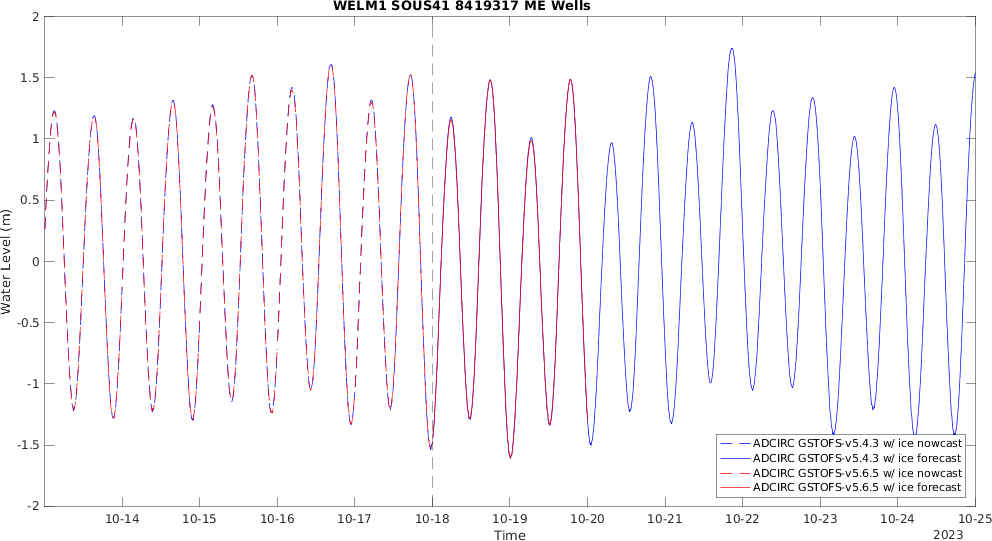 WELM1 SOUS41 8419317 ME Wells
2
1.5
1
0.5
0
-0.5
-1
-1.5
-2
Water Level (m)
ADCIRC GSTOFS-v5.4.3 w/ ice nowcast
ADCIRC GSTOFS-v5.4.3 w/ ice forecast
ADCIRC GSTOFS-v5.6.5 w/ ice nowcast
ADCIRC GSTOFS-v5.6.5 w/ ice forecast
10-14 10-15 10-16 10-17 10-18 10-19 10-20 10-21 10-22 10-23 10-24 10-25
Time
2023